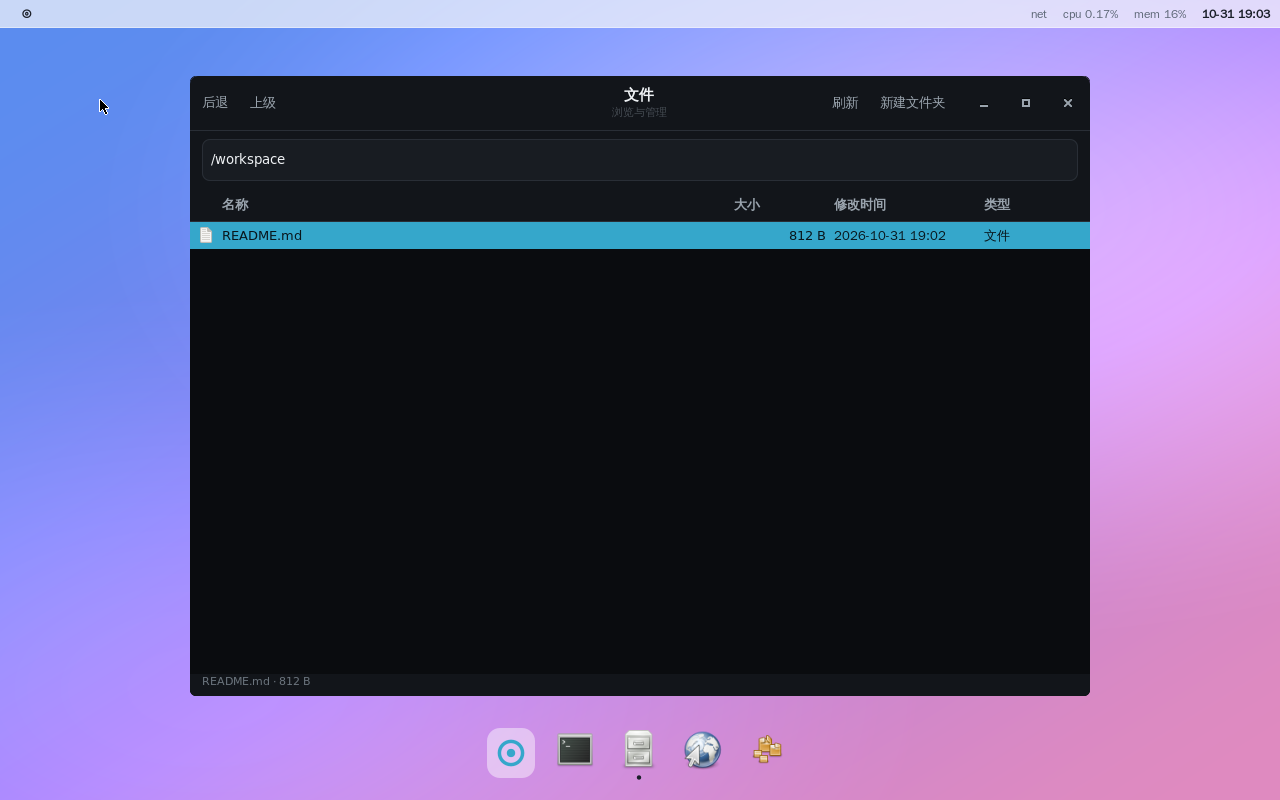 net cpu 0.17% mem 16% 10-31 19:03
后退 上级 文件 刷新 新建文件夹
浏览与管理
/workspace
名称 大小 修改时间 类型
README.md 812 B 2026-10-31 19:02 文件
README.md · 812 B